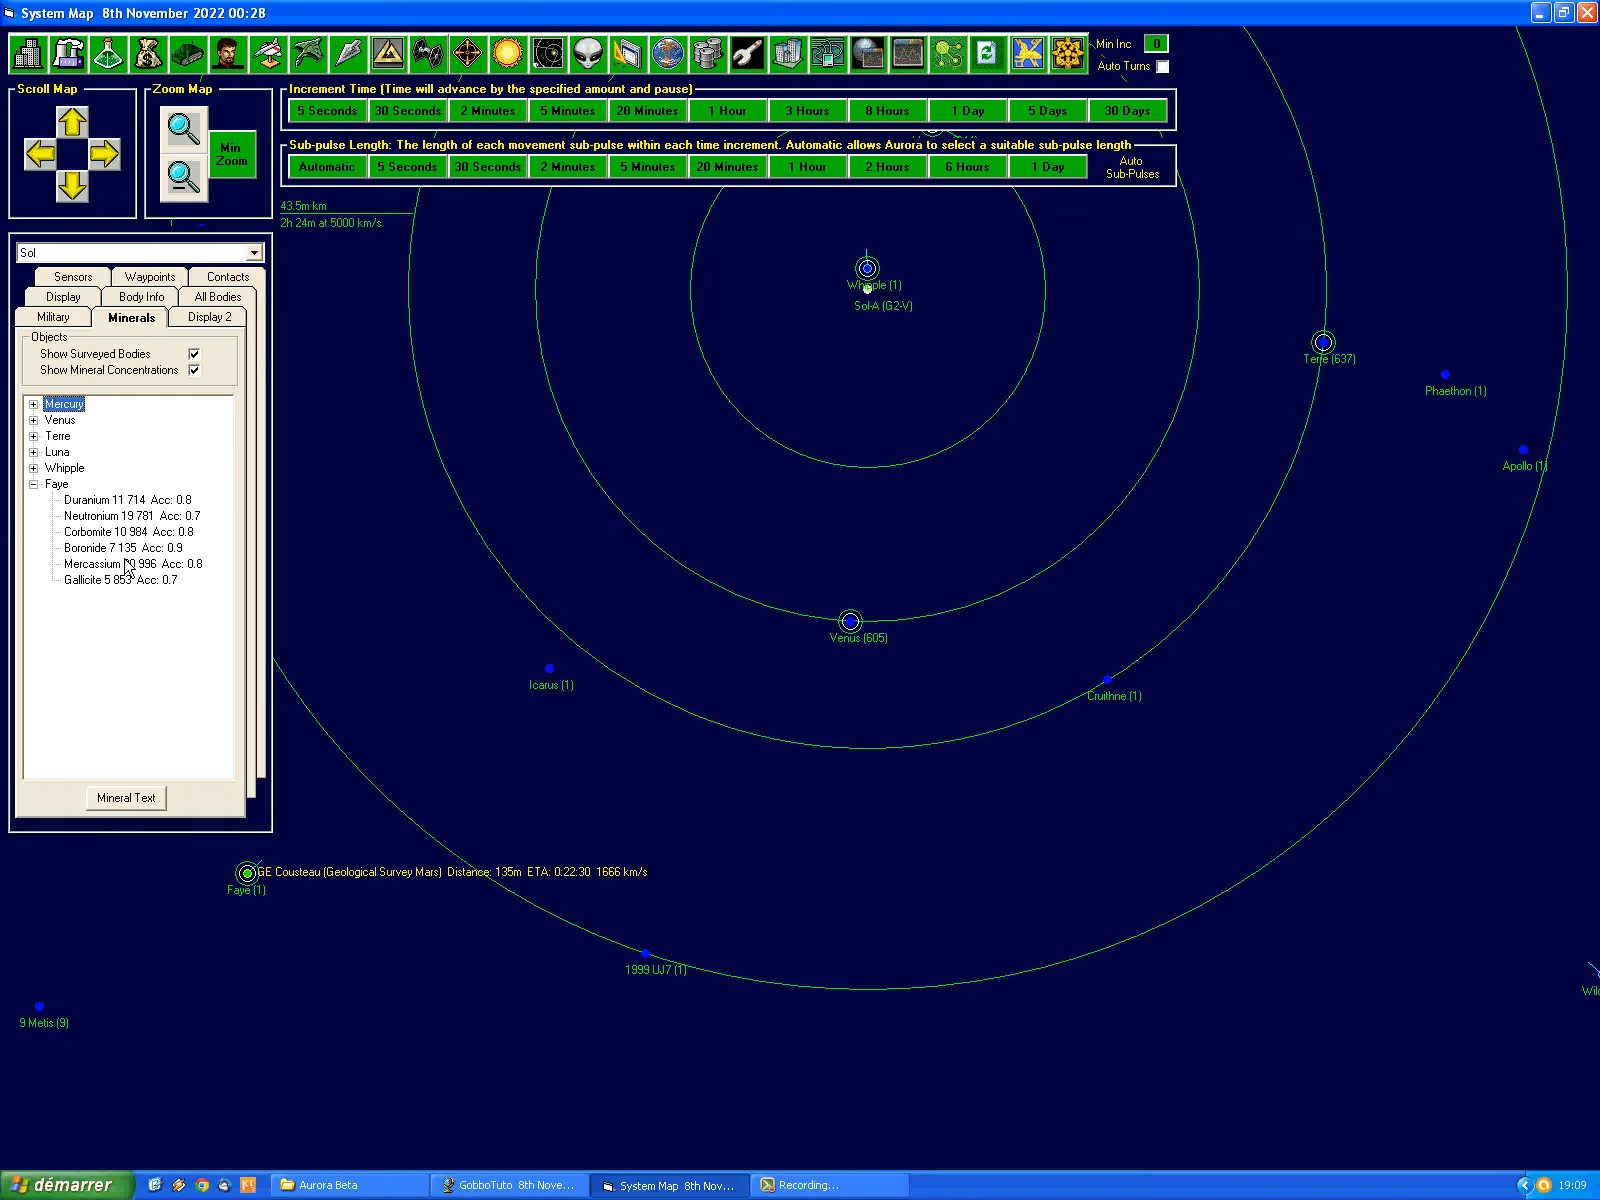 System Map 8th November 2022 00:28
Min Inc 0
Auto Turns
Scroll Map
Zoom Map
Min Zoom
Increment Time (Time will advance by the specified amount and pause)
5 Seconds 30 Seconds 2 Minutes 5 Minutes 20 Minutes 1 Hour 3 Hours 8 Hours 1 Day 5 Days 30 Days
Sub-pulse Length: The length of each movement sub-pulse within each time increment. Automatic allows Aurora to select a suitable sub-pulse length
Automatic 5 Seconds 30 Seconds 2 Minutes 5 Minutes 20 Minutes 1 Hour 2 Hours 6 Hours 1 Day
Auto
Sub-Pulses
43.5m km
2h 24m at 5000 km/s
Sol
Sensors Waypoints Contacts
Display Body Info All Bodies
Military Minerals Display 2
Objects
Show Surveyed Bodies
Show Mineral Concentrations
Mercury
Venus
Terre
Luna
Whipple
Faye
Duranium 11 714 Acc: 0.8
Neutronium 19 781 Acc: 0.7
Corbomite 10 984 Acc: 0.8
Boronide 7 135 Acc: 0.9
Mercassium 996 Acc: 0.8
Gallicite 5 853 Acc: 0.7
Mineral Text
Whipple (1)
Sol-A (G2-V)
Terre (637)
Phaethon (1)
Apollo (1)
Venus (605)
Icarus (1)
Cruithne (1)
GE Cousteau (Geological Survey Mars) Distance: 135m ETA: 0:22:30 1666 km/s
Faye (1)
1999 UJ7 (1)
9 Metis (9)
démarrer
Aurora Beta
GobboTuto 8th Nove...
System Map 8th Nov...
Recording...
19:09